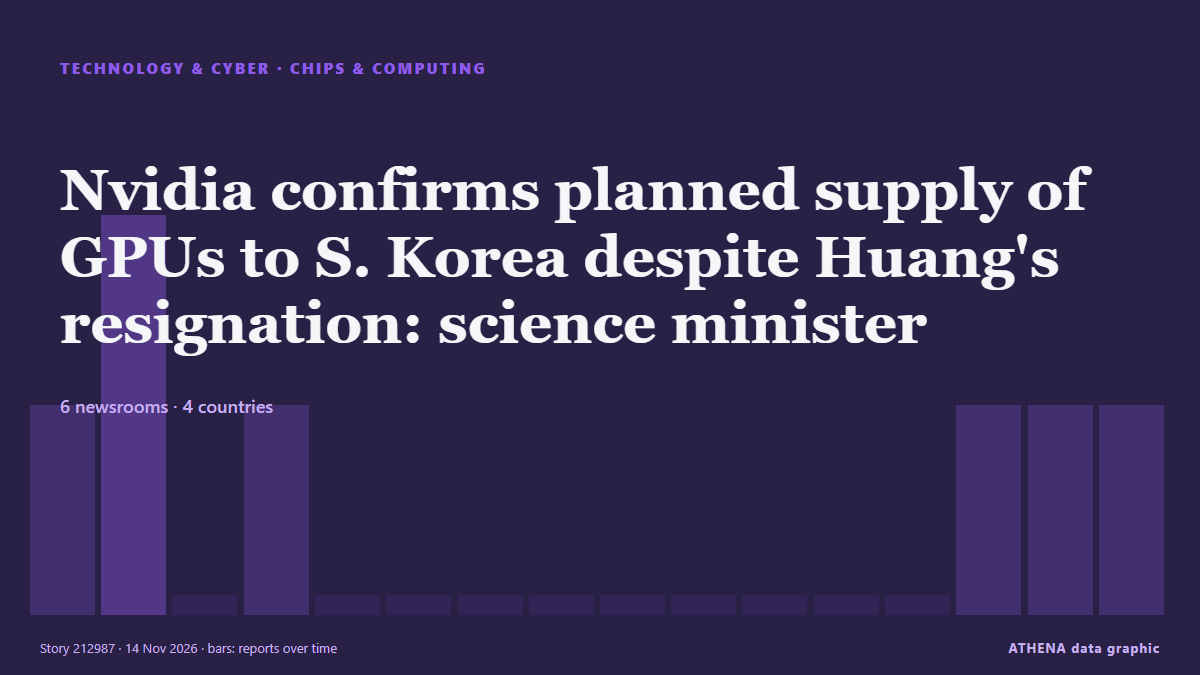 TECHNOLOGY & CYBER · CHIPS & COMPUTING
Nvidia confirms planned supply of
GPUs to S. Korea despite Huang's
resignation: science minister
6 newsrooms · 4 countries
Story 212987 · 14 Nov 2026 · bars: reports over time
ATHENA data graphic